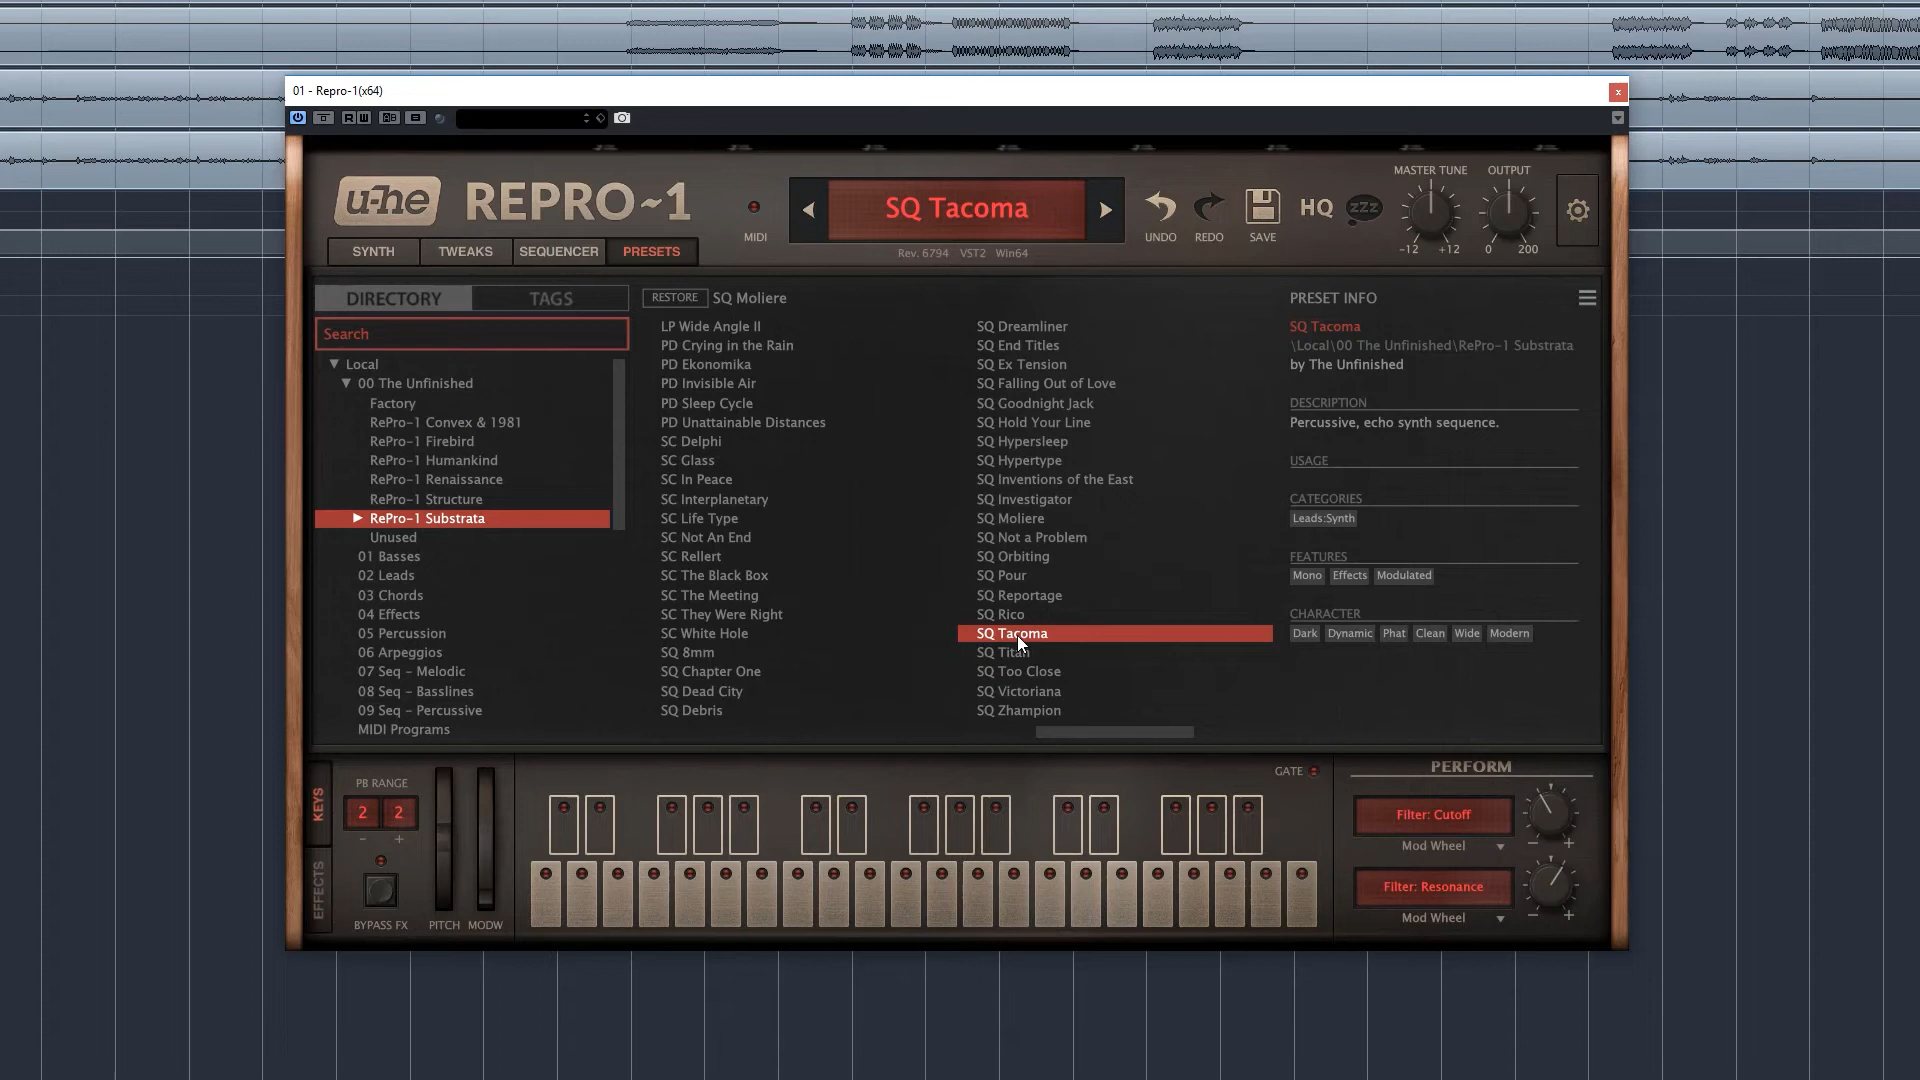 01 - Repro-1(x64)
x
R W
u-he
REPRO~1
MIDI
SQ Tacoma
Rev. 6794 VST2 Win64
UNDO
REDO
SAVE
HQ
zzz
MASTER TUNE
-12 +12
OUTPUT
0 200
SYNTH
TWEAKS
SEQUENCER
PRESETS
DIRECTORY
TAGS
Search
Local
00 The Unfinished
Factory
RePro-1 Convex & 1981
RePro-1 Firebird
RePro-1 Humankind
RePro-1 Renaissance
RePro-1 Structure
RePro-1 Substrata
Unused
01 Basses
02 Leads
03 Chords
04 Effects
05 Percussion
06 Arpeggios
07 Seq - Melodic
08 Seq - Basslines
09 Seq - Percussive
MIDI Programs
RESTORE SQ Moliere
LP Wide Angle II
PD Crying in the Rain
PD Ekonomika
PD Invisible Air
PD Sleep Cycle
PD Unattainable Distances
SC Delphi
SC Glass
SC In Peace
SC Interplanetary
SC Life Type
SC Not An End
SC Rellert
SC The Black Box
SC The Meeting
SC They Were Right
SC White Hole
SQ 8mm
SQ Chapter One
SQ Dead City
SQ Debris
SQ Dreamliner
SQ End Titles
SQ Ex Tension
SQ Falling Out of Love
SQ Goodnight Jack
SQ Hold Your Line
SQ Hypersleep
SQ Hypertype
SQ Inventions of the East
SQ Investigator
SQ Moliere
SQ Not a Problem
SQ Orbiting
SQ Pour
SQ Reportage
SQ Rico
SQ Tacoma
SQ Titan
SQ Too Close
SQ Victoriana
SQ Zhampion
PRESET INFO
SQ Tacoma
\Local\00 The Unfinished\RePro-1 Substrata
by The Unfinished
DESCRIPTION
Percussive, echo synth sequence.
USAGE
CATEGORIES
Leads:Synth
FEATURES
Mono Effects Modulated
CHARACTER
Dark Dynamic Phat Clean Wide Modern
KEYS
EFFECTS
PB RANGE
2 2
- +
BYPASS FX
PITCH
MODW
GATE
PERFORM
Filter: Cutoff
Mod Wheel
- +
Filter: Resonance
Mod Wheel
- +